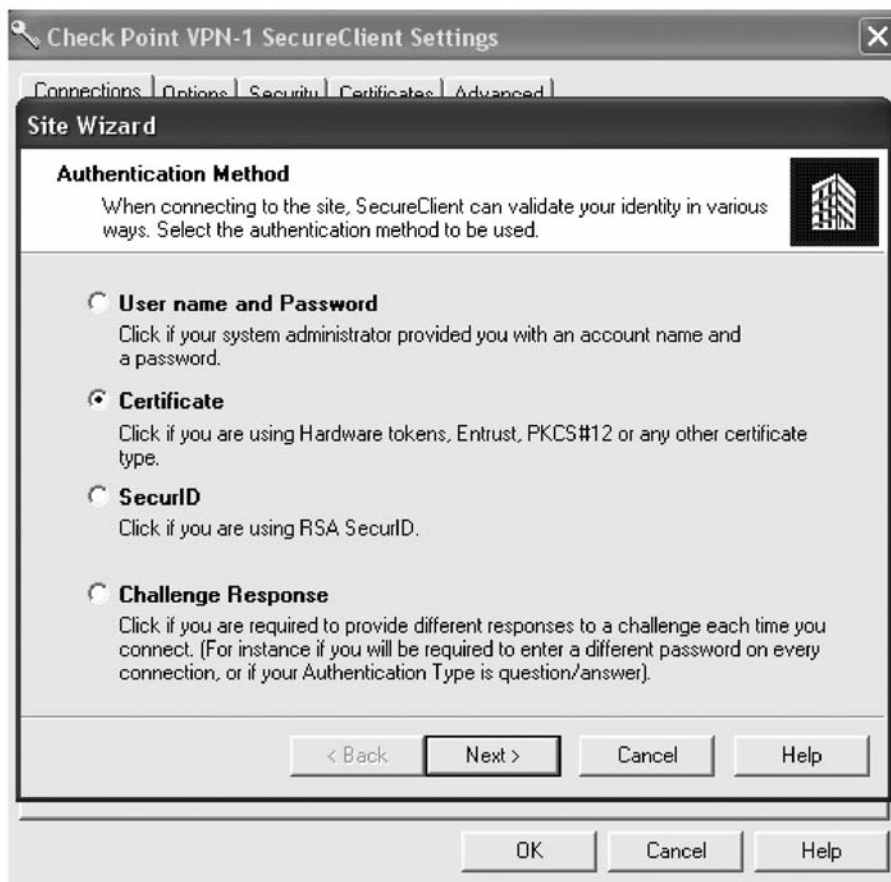 Check Point VPN-1 SecureClient Settings
Connections Options Security Certificates Advanced
Site Wizard
Authentication Method
When connecting to the site, SecureClient can validate your identity in various
ways. Select the authentication method to be used.
User name and Password
Click if your system administrator provided you with an account name and
a password.
Certificate
Click if you are using Hardware tokens, Entrust, PKCS#12 or any other certificate
type.
SecurID
Click if you are using RSA SecurID.
Challenge Response
Click if you are required to provide different responses to a challenge each time you
connect. (For instance if you will be required to enter a different password on every
connection, or if your Authentication Type is question/answer).
< Back Next > Cancel Help
OK Cancel Help